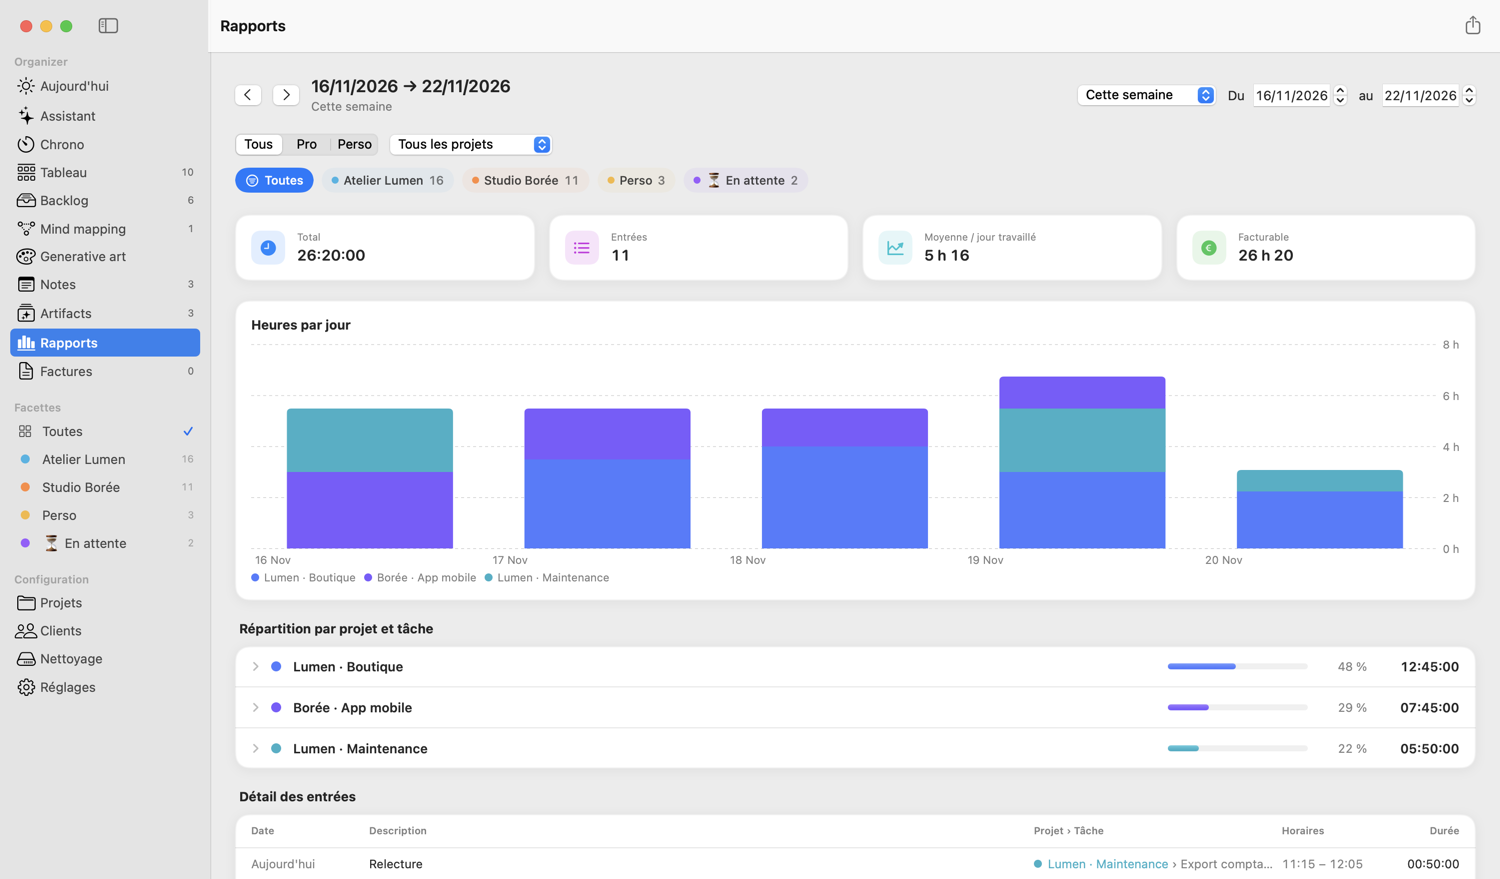 Rapports
Organizer
Aujourd'hui
Assistant
Chrono
Tableau 10
Backlog 6
Mind mapping 1
Generative art
Notes 3
Artifacts 3
Rapports
Factures 0
Facettes
Toutes
Atelier Lumen 16
Studio Borée 11
Perso 3
⏳ En attente 2
Configuration
Projets
Clients
Nettoyage
Réglages
16/11/2026 → 22/11/2026
Cette semaine
Cette semaine Du 16/11/2026 au 22/11/2026
Tous Pro Perso Tous les projets
Toutes Atelier Lumen 16 Studio Borée 11 Perso 3 ⏳ En attente 2
Total
26:20:00
Entrées
11
Moyenne / jour travaillé
5 h 16
Facturable
26 h 20
Heures par jour
8 h
6 h
4 h
2 h
0 h
16 Nov 17 Nov 18 Nov 19 Nov 20 Nov
Lumen · Boutique Borée · App mobile Lumen · Maintenance
Répartition par projet et tâche
Lumen · Boutique 48 % 12:45:00
Borée · App mobile 29 % 07:45:00
Lumen · Maintenance 22 % 05:50:00
Détail des entrées
Date Description Projet › Tâche Horaires Durée
Aujourd'hui Relecture Lumen · Maintenance › Export compta... 11:15 – 12:05 00:50:00